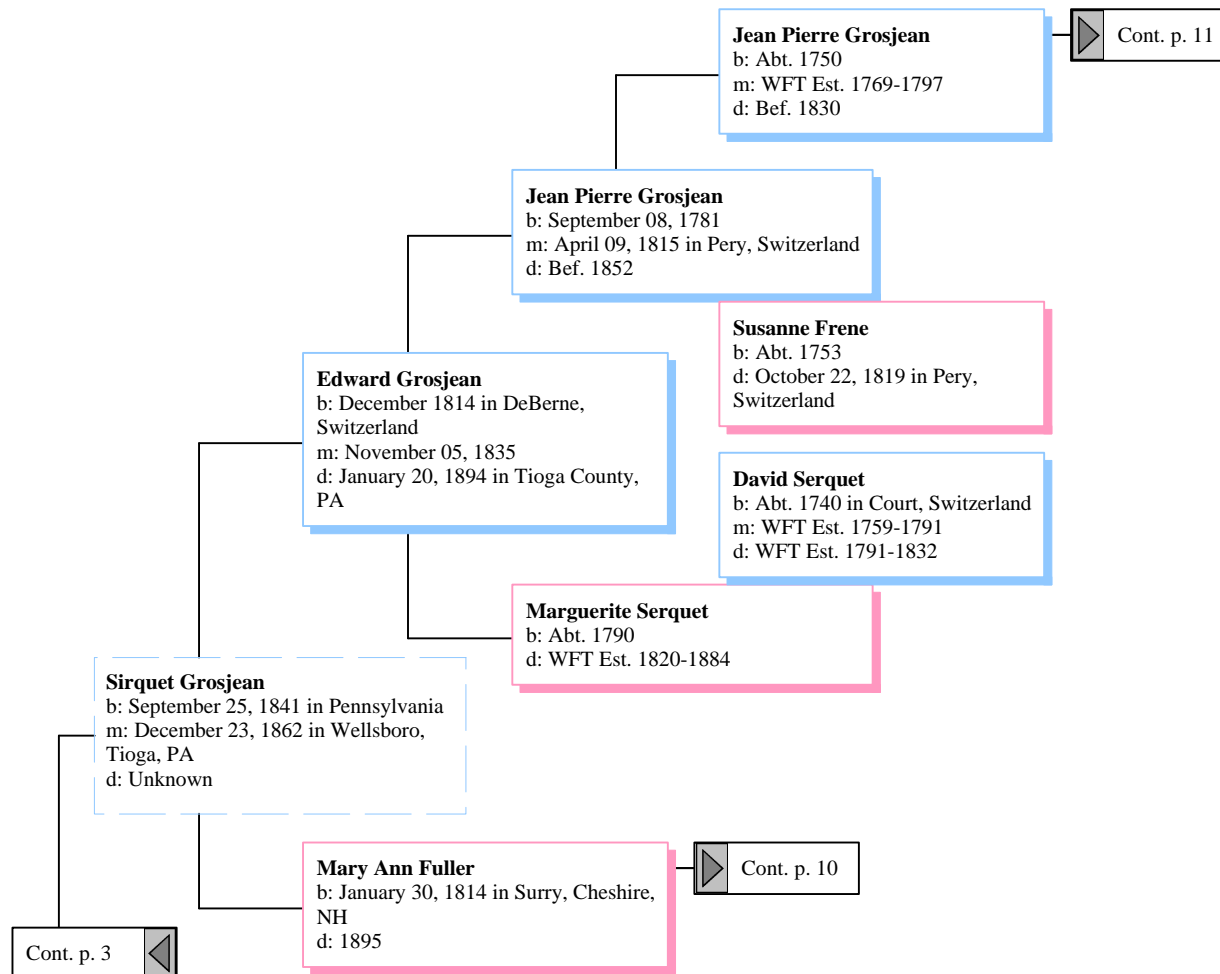 Jean Pierre Grosjean
b: Abt. 1750
m: WFT Est. 1769-1797
d: Bef. 1830
Cont. p. 11
Jean Pierre Grosjean
b: September 08, 1781
m: April 09, 1815 in Pery, Switzerland
d: Bef. 1852
Susanne Frene
b: Abt. 1753
d: October 22, 1819 in Pery,
Switzerland
Edward Grosjean
b: December 1814 in DeBerne,
Switzerland
m: November 05, 1835
d: January 20, 1894 in Tioga County,
PA
David Serquet
b: Abt. 1740 in Court, Switzerland
m: WFT Est. 1759-1791
d: WFT Est. 1791-1832
Marguerite Serquet
b: Abt. 1790
d: WFT Est. 1820-1884
Sirquet Grosjean
b: September 25, 1841 in Pennsylvania
m: December 23, 1862 in Wellsboro,
Tioga, PA
d: Unknown
Mary Ann Fuller
b: January 30, 1814 in Surry, Cheshire,
NH
d: 1895
Cont. p. 10
Cont. p. 3